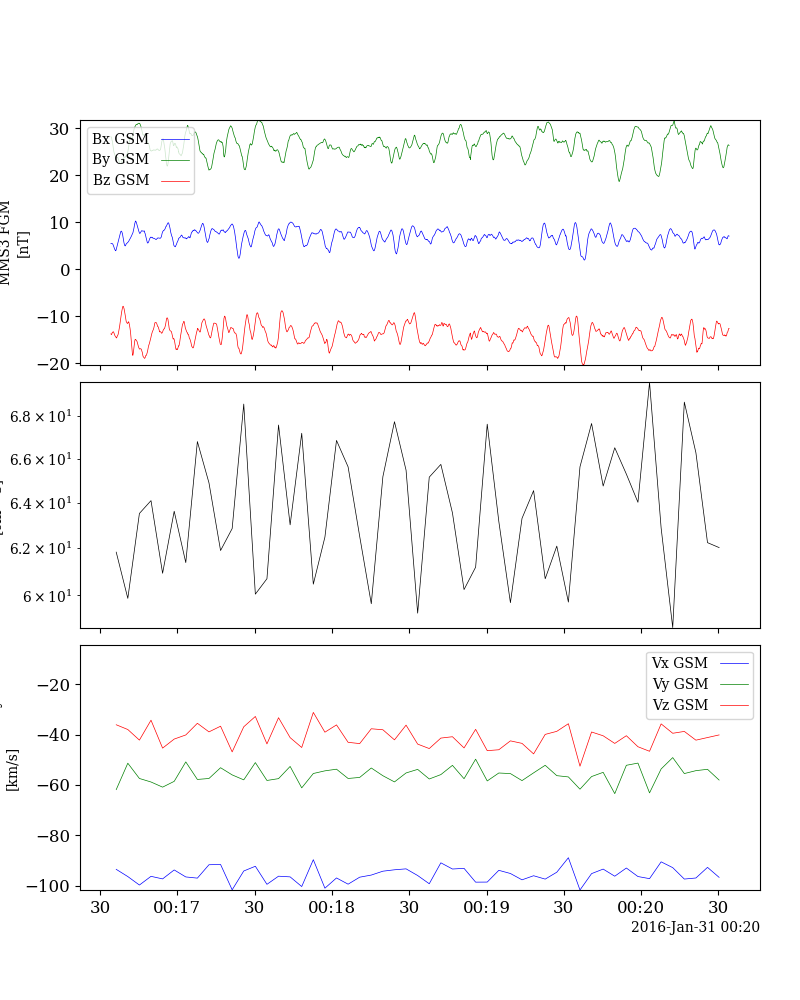 MMS3 FGM
[nT]
30
20
10
0
−10
−20
Bx GSM
By GSM
Bz GSM
6.8 × 10¹
6.6 × 10¹
6.4 × 10¹
6.2 × 10¹
6 × 10¹
[km/s]
−20
−40
−60
−80
−100
Vx GSM
Vy GSM
Vz GSM
30 00:17 30 00:18 30 00:19 30 00:20 30
2016-Jan-31 00:20